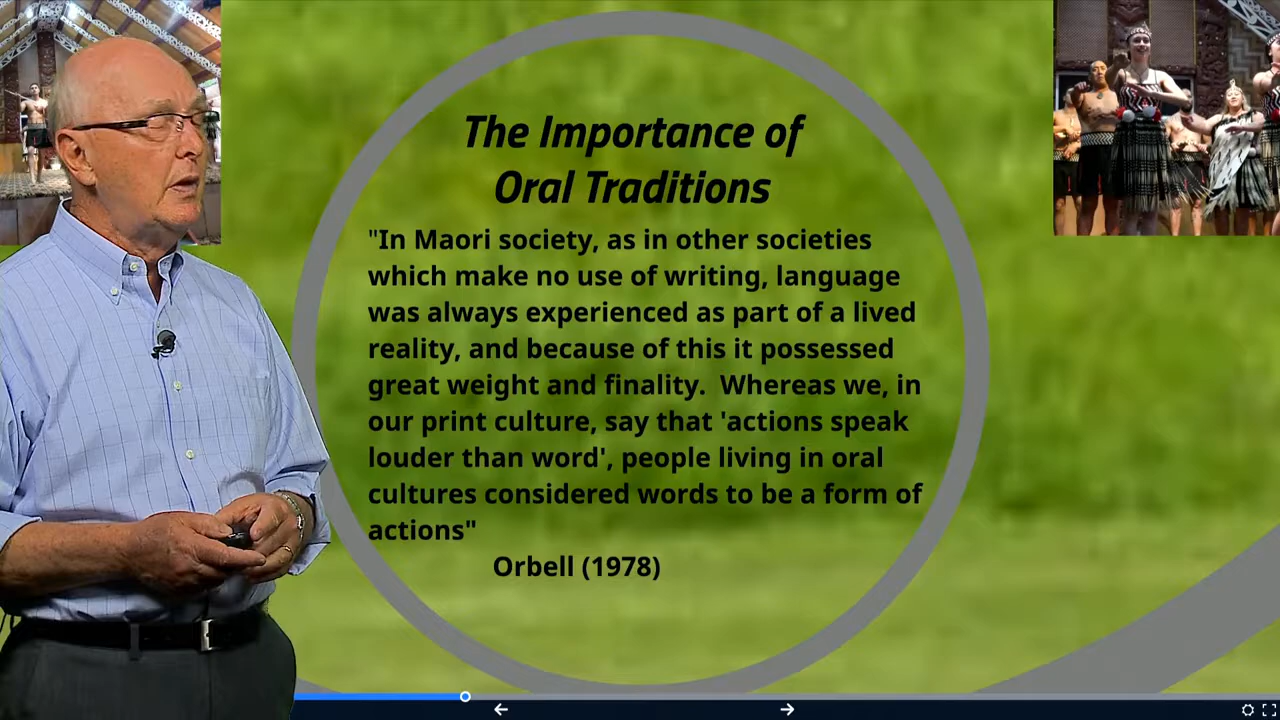 The Importance of
Oral Traditions
"In Maori society, as in other societies
which make no use of writing, language
was always experienced as part of a lived
reality, and because of this it possessed
great weight and finality.  Whereas we, in
our print culture, say that 'actions speak
louder than word', people living in oral
cultures considered words to be a form of
actions"
Orbell (1978)